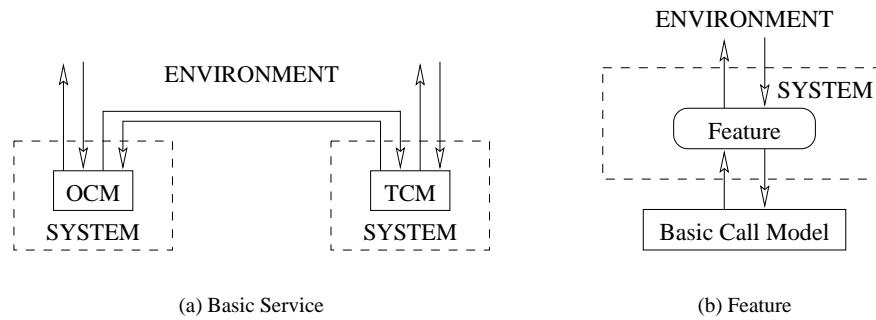 ENVIRONMENT
OCM
SYSTEM
TCM
SYSTEM
(a) Basic Service
ENVIRONMENT
SYSTEM
Feature
Basic Call Model
(b) Feature